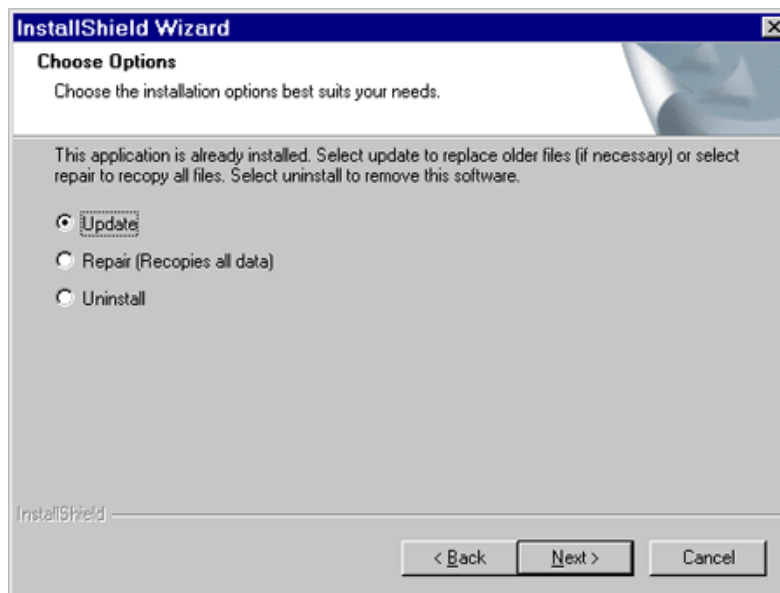 InstallShield Wizard
Choose Options
Choose the installation options best suits your needs.
This application is already installed. Select update to replace older files (if necessary) or select
repair to recopy all files. Select uninstall to remove this software.
Update
Repair (Recopies all data)
Uninstall
InstallShield
< Back Next > Cancel